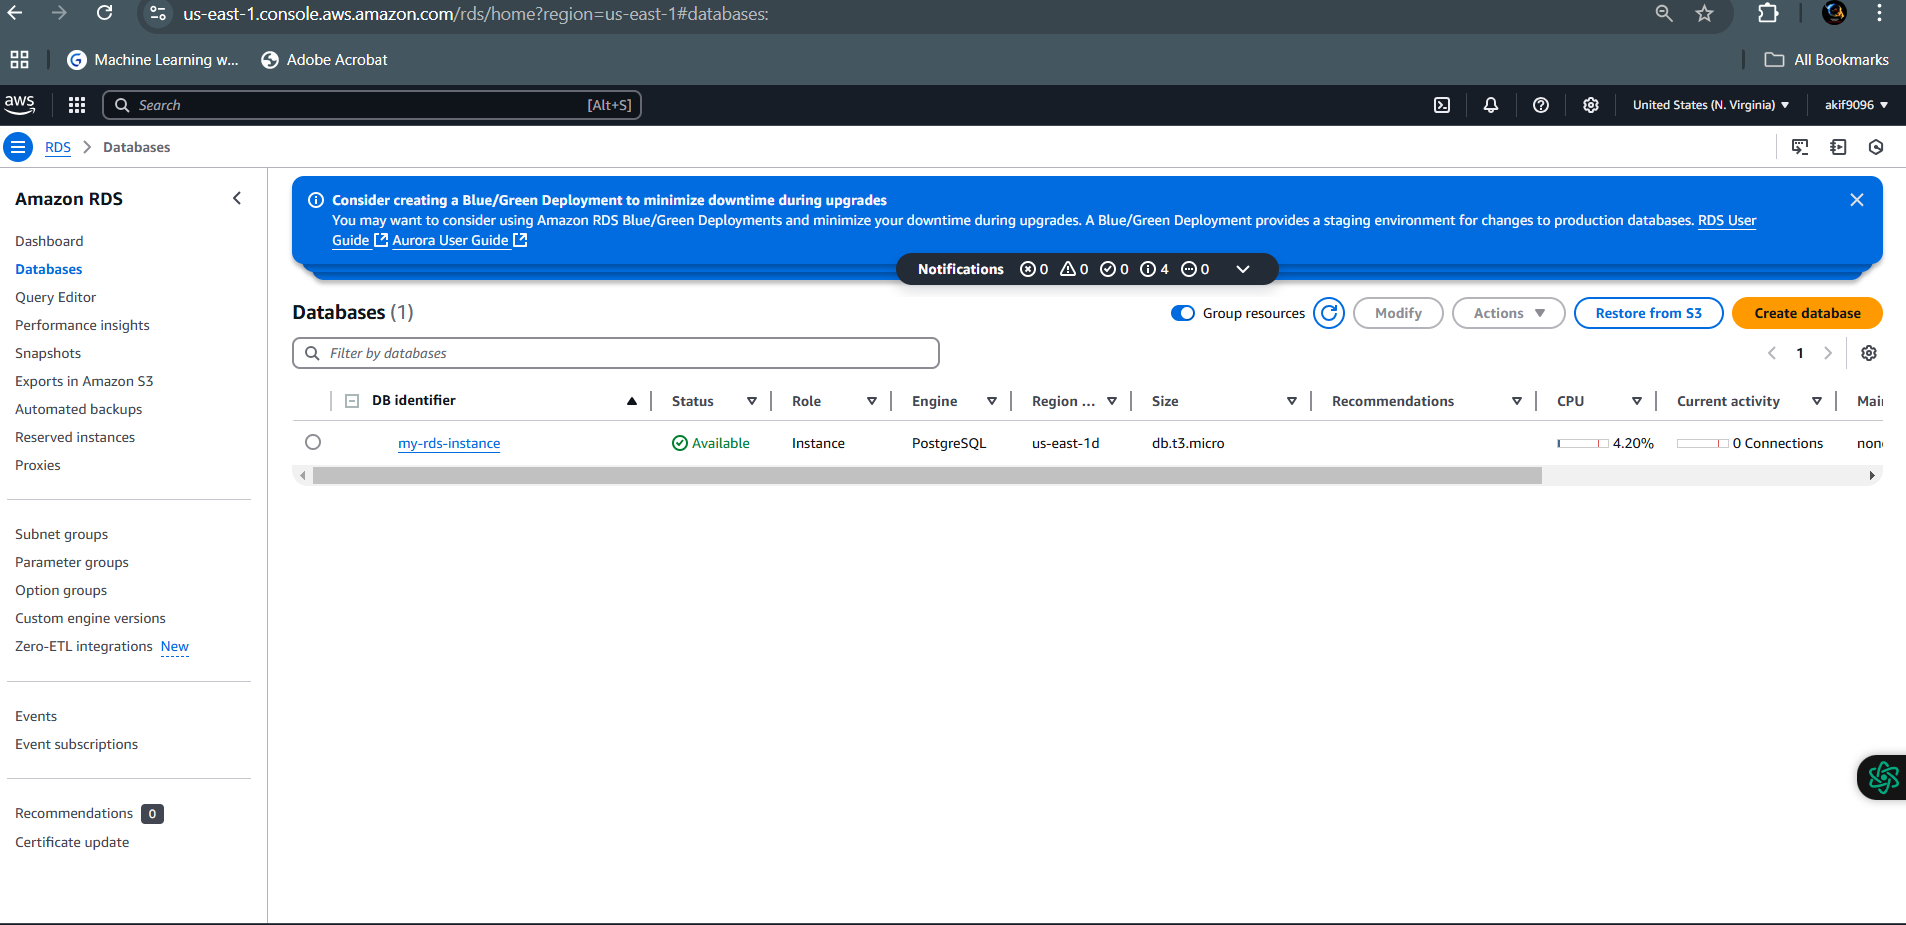 us-east-1.console.aws.amazon.com/rds/home?region=us-east-1#databases:
Machine Learning w... Adobe Acrobat All Bookmarks
aws Search [Alt+S] United States (N. Virginia) akif9096
RDS Databases
Amazon RDS
Dashboard
Databases
Query Editor
Performance insights
Snapshots
Exports in Amazon S3
Automated backups
Reserved instances
Proxies
Subnet groups
Parameter groups
Option groups
Custom engine versions
Zero-ETL integrations New
Events
Event subscriptions
Recommendations 0
Certificate update
Consider creating a Blue/Green Deployment to minimize downtime during upgrades
You may want to consider using Amazon RDS Blue/Green Deployments and minimize your downtime during upgrades. A Blue/Green Deployment provides a staging environment for changes to production databases. RDS User
Guide Aurora User Guide
Notifications 0 0 0 4 0
Databases (1) Group resources Modify Actions Restore from S3 Create database
Filter by databases 1
DB identifier Status Role Engine Region ... Size Recommendations CPU Current activity Mai
my-rds-instance Available Instance PostgreSQL us-east-1d db.t3.micro 4.20% 0 Connections non